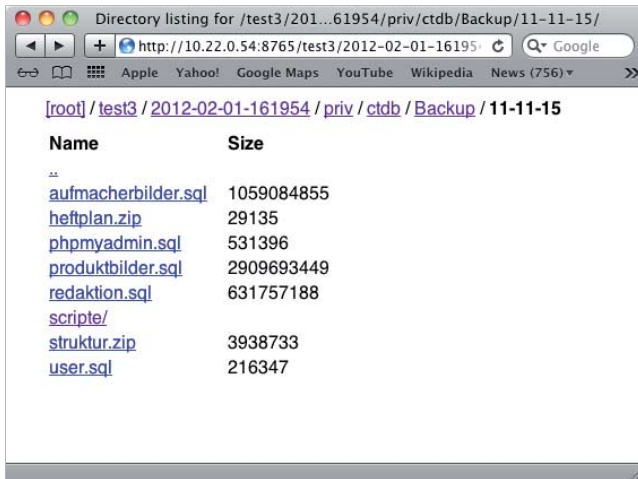 Directory listing for /test3/201...61954/priv/ctdb/Backup/11-11-15/
http://10.22.0.54:8765/test3/2012-02-01-16195 Google
Apple Yahoo! Google Maps YouTube Wikipedia News (756)
[root] / test3 / 2012-02-01-161954 / priv / ctdb / Backup / 11-11-15
Name Size
..
aufmacherbilder.sql 1059084855
heftplan.zip 29135
phpmyadmin.sql 531396
produktbilder.sql 2909693449
redaktion.sql 631757188
scripte/
struktur.zip 3938733
user.sql 216347